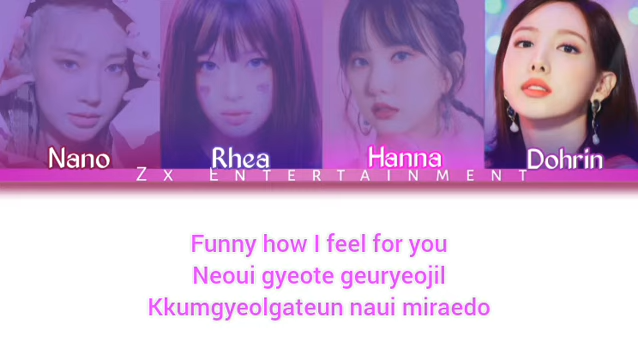 Nano Rhea Hanna Dohrin
Zx Entertainment
Funny how I feel for you
Neoui gyeote geuryeojil
Kkumgyeolgateun naui miraedo